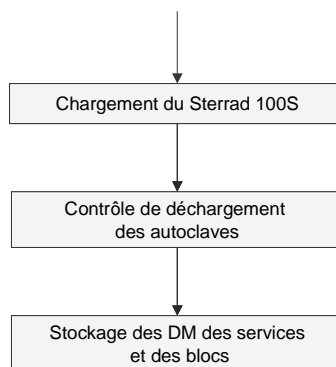 Chargement du Sterrad 100S
Contrôle de déchargement
des autoclaves
Stockage des DM des services
et des blocs